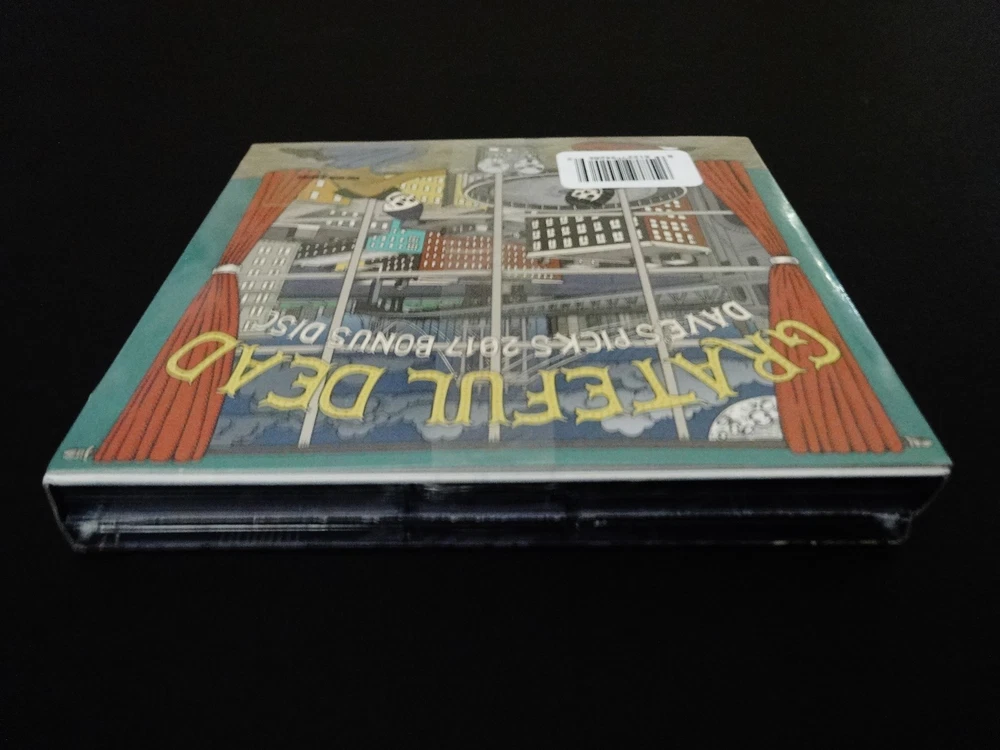 GRATEFUL DEAD
DAVE'S PICKS 2017 BONUS DISC